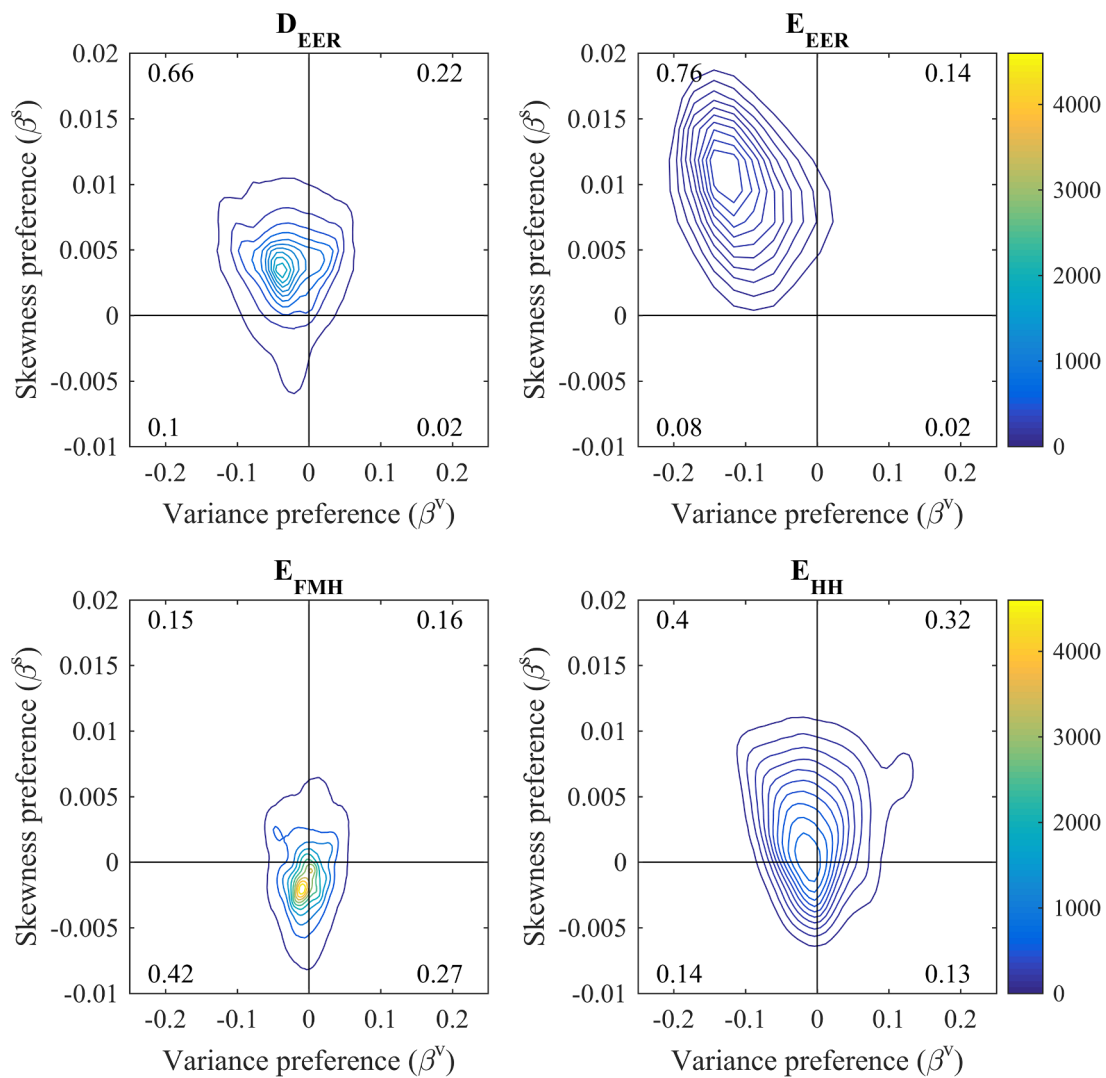 D_EER
0.66 0.22
0.02
0.015
0.01
0.005
0
-0.005
-0.01
0.1 0.02
-0.2 -0.1 0 0.1 0.2
Skewness preference (β^s)
Variance preference (β^v)
E_EER
0.76 0.14
0.02
0.015
0.01
0.005
0
-0.005
-0.01
0.08 0.02
-0.2 -0.1 0 0.1 0.2
Skewness preference (β^s)
Variance preference (β^v)
4000
3000
2000
1000
0
E_FMH
0.15 0.16
0.02
0.015
0.01
0.005
0
-0.005
-0.01
0.42 0.27
-0.2 -0.1 0 0.1 0.2
Skewness preference (β^s)
Variance preference (β^v)
E_HH
0.4 0.32
0.02
0.015
0.01
0.005
0
-0.005
-0.01
0.14 0.13
-0.2 -0.1 0 0.1 0.2
Skewness preference (β^s)
Variance preference (β^v)
4000
3000
2000
1000
0